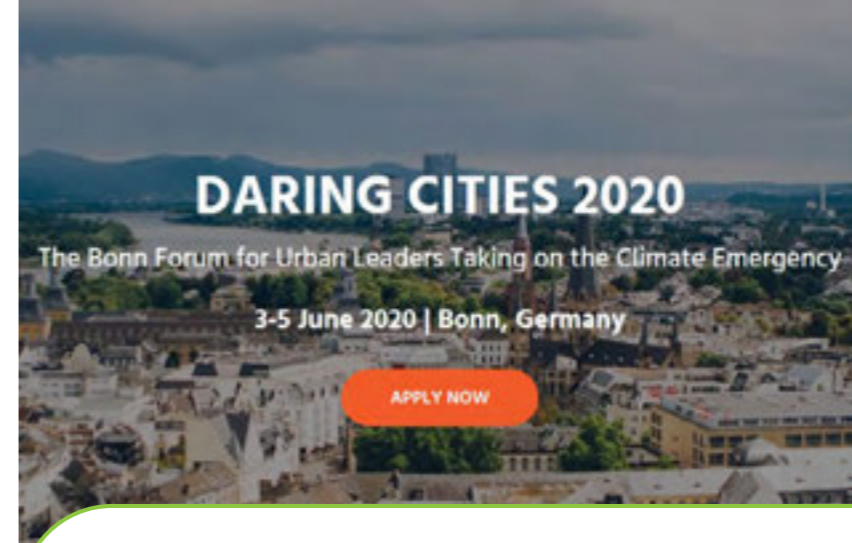 DARING CITIES 2020
The Bonn Forum for Urban Leaders Taking on the Climate Emergency
3-5 June 2020 | Bonn, Germany
APPLY NOW